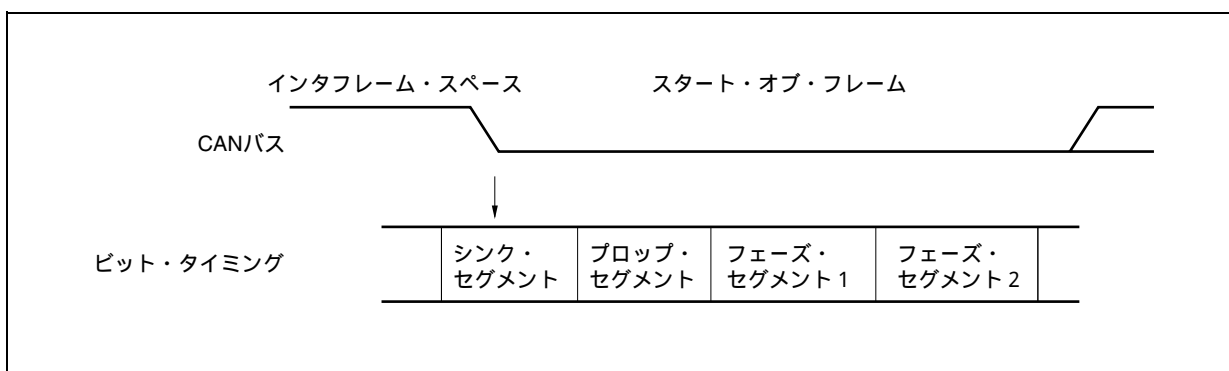 インタフレーム・スペース
スタート・オブ・フレーム
CANバス
ビット・タイミング
シンク・
セグメント
プロップ・
セグメント
フェーズ・
セグメント1
フェーズ・
セグメント2